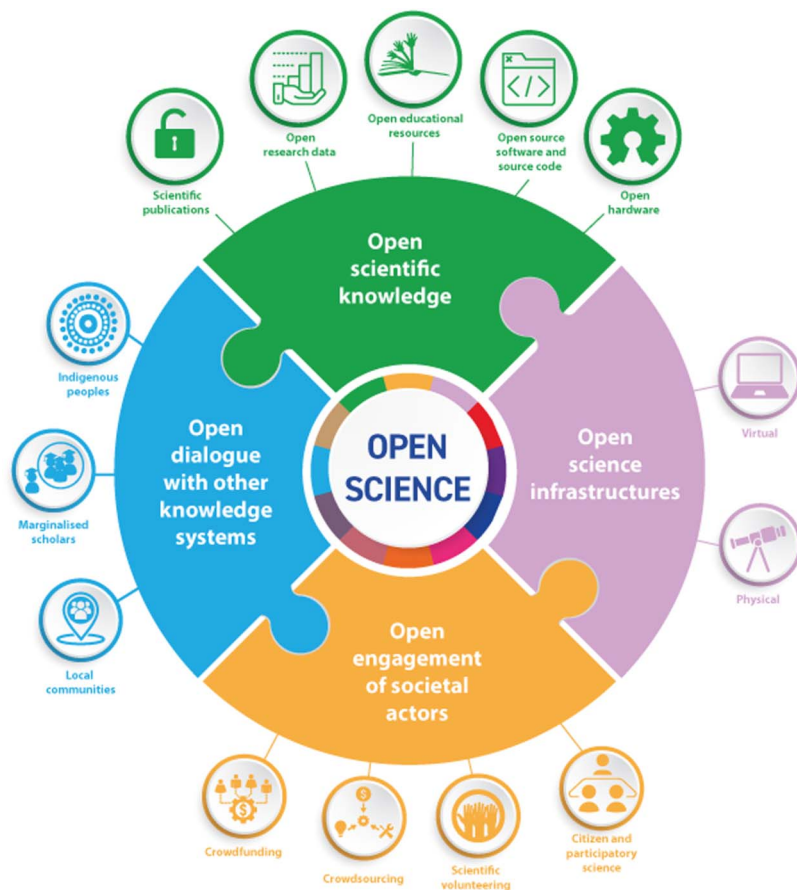 Scientific
publications
Open
research data
Open educational
resources
Open source
software and
source code
Open
hardware
Open
scientific
knowledge
Indigenous
peoples
Marginalised
scholars
Local
communities
Open
dialogue
with other
knowledge
systems
OPEN
SCIENCE
Open
science
infrastructures
Virtual
Physical
Open
engagement
of societal
actors
Crowdfunding
Crowdsourcing
Scientific
volunteering
Citizen and
participatory
science